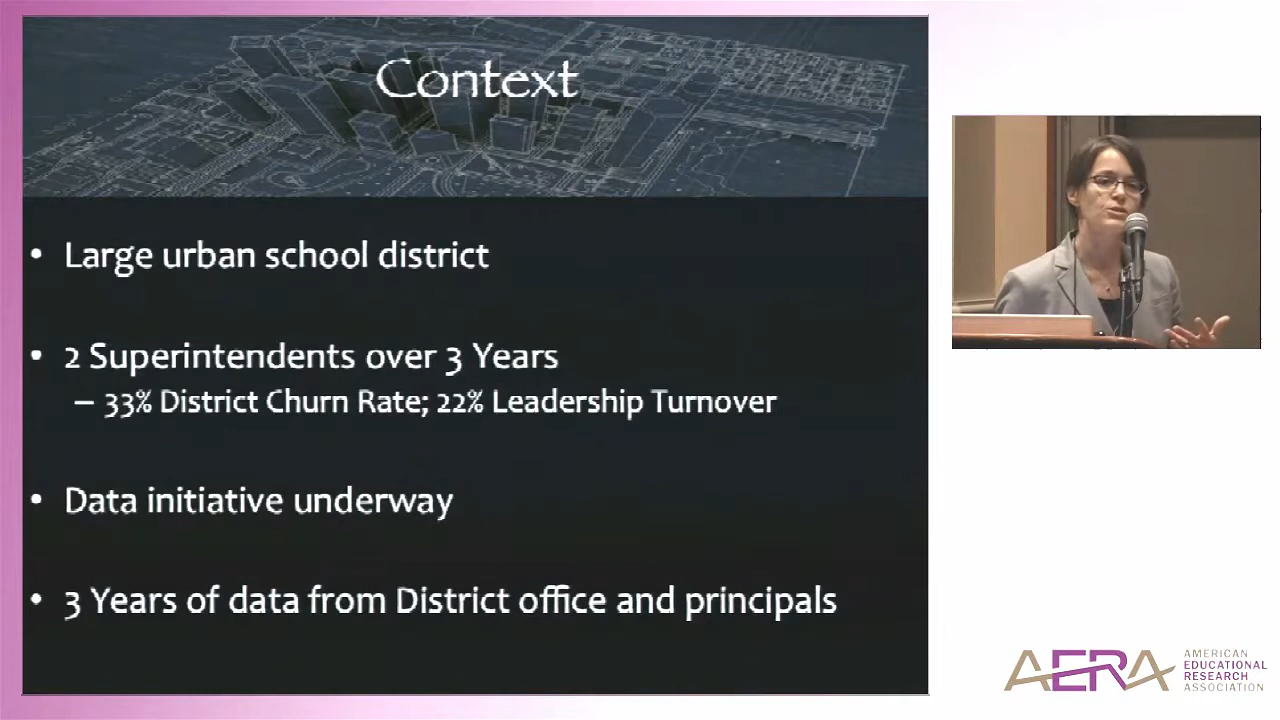 Context
• Large urban school district
• 2 Superintendents over 3 Years
– 33% District Churn Rate; 22% Leadership Turnover
• Data initiative underway
• 3 Years of data from District office and principals
AERA
AMERICAN
EDUCATIONAL
RESEARCH
ASSOCIATION